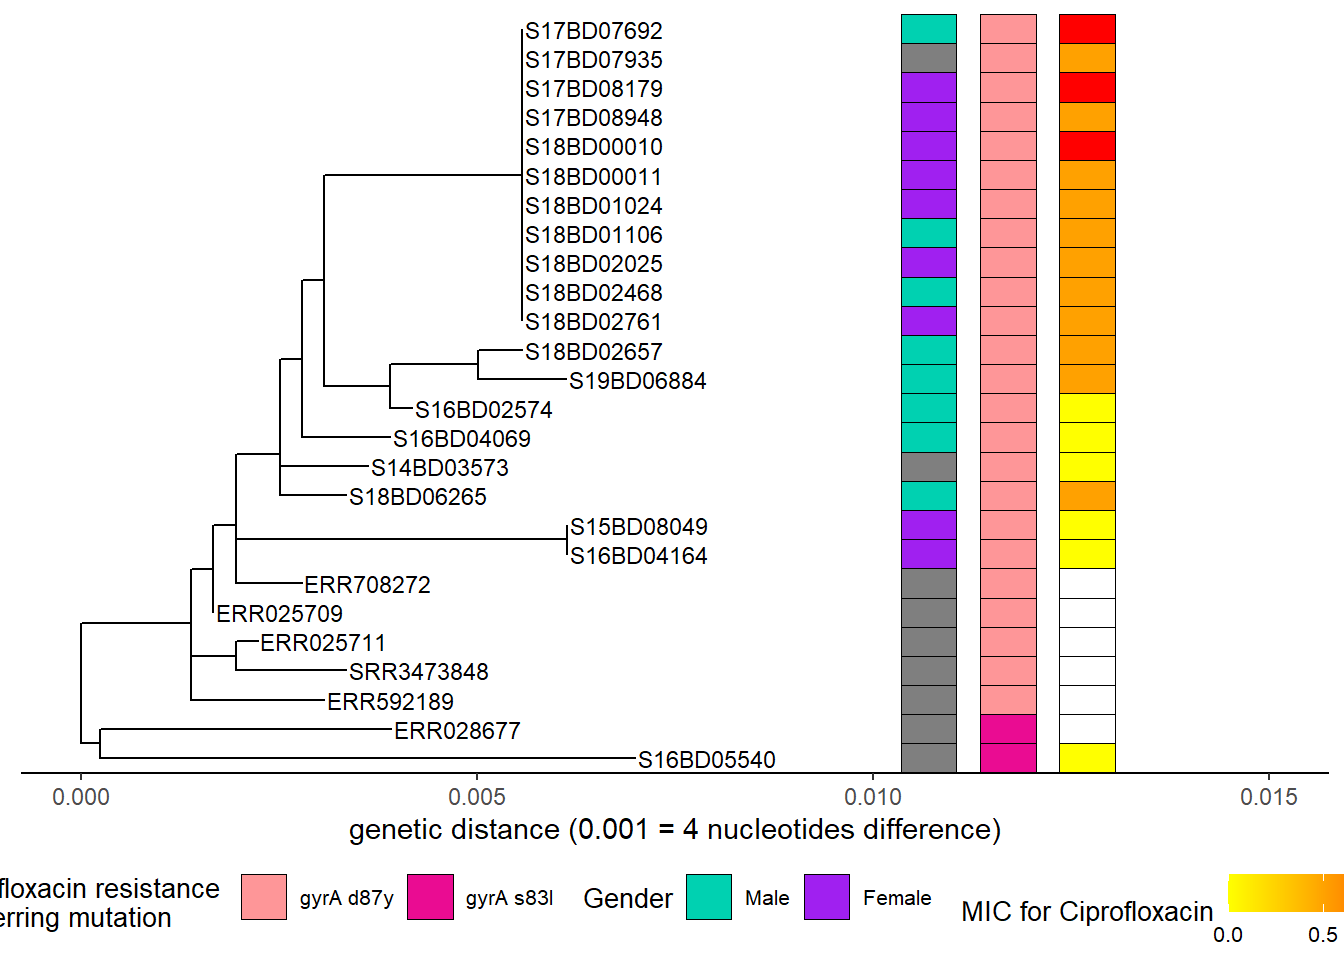 S17BD07692
S17BD07935
S17BD08179
S17BD08948
S18BD00010
S18BD00011
S18BD01024
S18BD01106
S18BD02025
S18BD02468
S18BD02761
S18BD02657
S19BD06884
S16BD02574
S16BD04069
S14BD03573
S18BD06265
S15BD08049
S16BD04164
ERR708272
ERR025709
ERR025711
SRR3473848
ERR592189
ERR028677
S16BD05540
0.000 0.005 0.010 0.015
genetic distance (0.001 = 4 nucleotides difference)
floxacin resistance
erring mutation
gyrA d87y
gyrA s83l
Gender
Male
Female
MIC for Ciprofloxacin
0.0 0.5